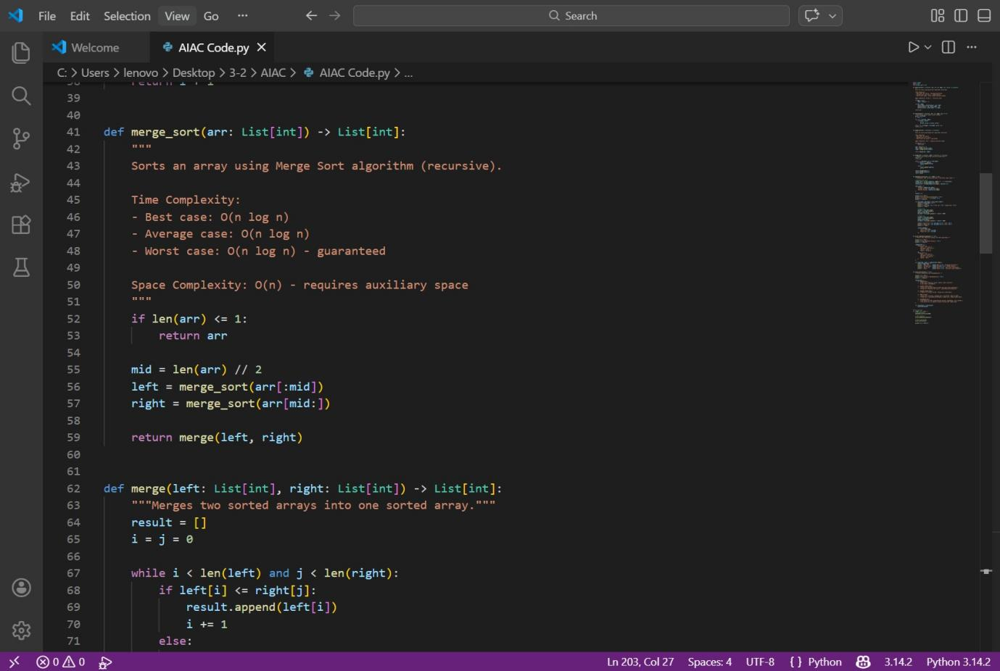 File Edit Selection View Go ··· Search
Welcome AIAC Code.py
C: > Users > lenovo > Desktop > 3-2 > AIAC > AIAC Code.py > ...
38 return i + 1
39
40
41 def merge_sort(arr: List[int]) -> List[int]:
42 """
43 Sorts an array using Merge Sort algorithm (recursive).
44
45 Time Complexity:
46 - Best case: O(n log n)
47 - Average case: O(n log n)
48 - Worst case: O(n log n) - guaranteed
49
50 Space Complexity: O(n) - requires auxiliary space
51 """
52 if len(arr) <= 1:
53 return arr
54
55 mid = len(arr) // 2
56 left = merge_sort(arr[:mid])
57 right = merge_sort(arr[mid:])
58
59 return merge(left, right)
60
61
62 def merge(left: List[int], right: List[int]) -> List[int]:
63 """Merges two sorted arrays into one sorted array."""
64 result = []
65 i = j = 0
66
67 while i < len(left) and j < len(right):
68 if left[i] <= right[j]:
69 result.append(left[i])
70 i += 1
71 else:
0 0 Ln 203, Col 27 Spaces: 4 UTF-8 { } Python 3.14.2 Python 3.14.2